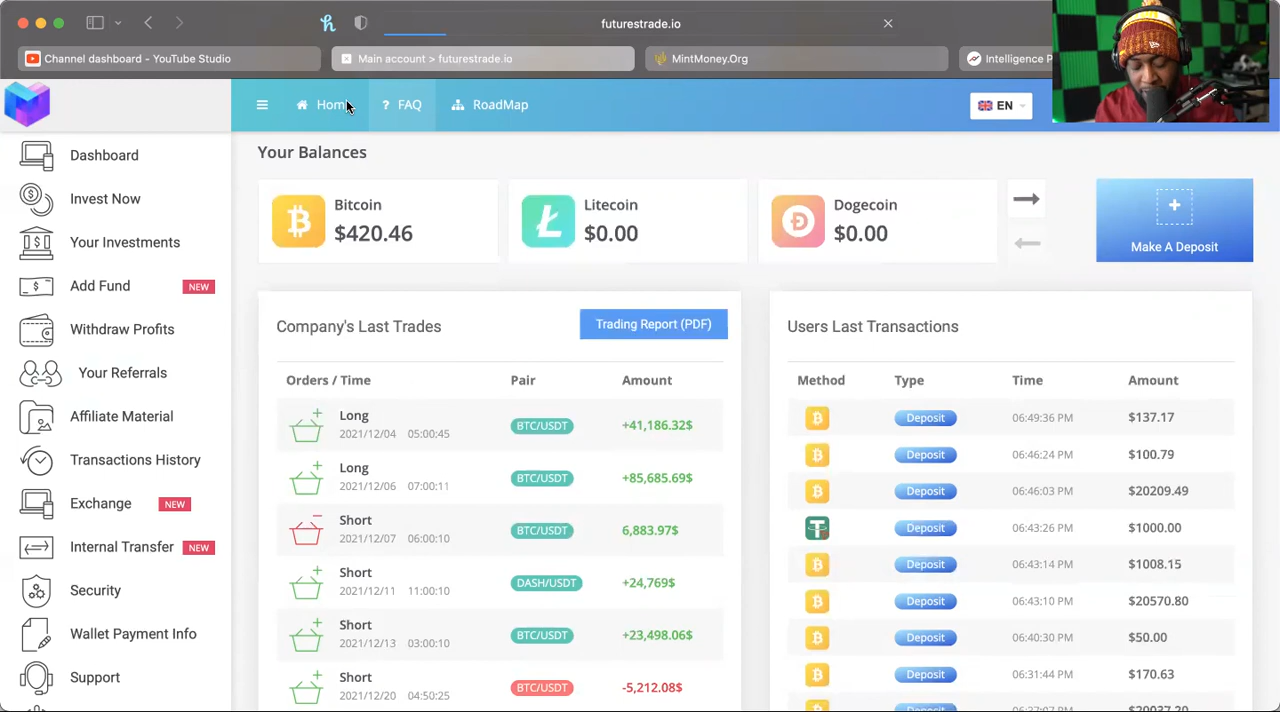 futurestrade.io
Channel dashboard - YouTube Studio
Main account > futurestrade.io
MintMoney.Org
Intelligence P
Home
FAQ
RoadMap
EN
Dashboard
Invest Now
Your Investments
Add Fund NEW
Withdraw Profits
Your Referrals
Affiliate Material
Transactions History
Exchange NEW
Internal Transfer NEW
Security
Wallet Payment Info
Support
Your Balances
Bitcoin
$420.46
Litecoin
$0.00
Dogecoin
$0.00
Make A Deposit
Company's Last Trades
Trading Report (PDF)
Orders / Time Pair Amount
Long
2021/12/04 05:00:45 BTC/USDT +41,186.32$
Long
2021/12/06 07:00:11 BTC/USDT +85,685.69$
Short
2021/12/07 06:00:10 BTC/USDT 6,883.97$
Short
2021/12/11 11:00:10 DASH/USDT +24,769$
Short
2021/12/13 03:00:10 BTC/USDT +23,498.06$
Short
2021/12/20 04:50:25 BTC/USDT -5,212.08$
Users Last Transactions
Method Type Time Amount
Deposit 06:49:36 PM $137.17
Deposit 06:46:24 PM $100.79
Deposit 06:46:03 PM $20209.49
Deposit 06:43:26 PM $1000.00
Deposit 06:43:14 PM $1008.15
Deposit 06:43:10 PM $20570.80
Deposit 06:40:30 PM $50.00
Deposit 06:31:44 PM $170.63
Deposit 06:37:07 PM $20037.20